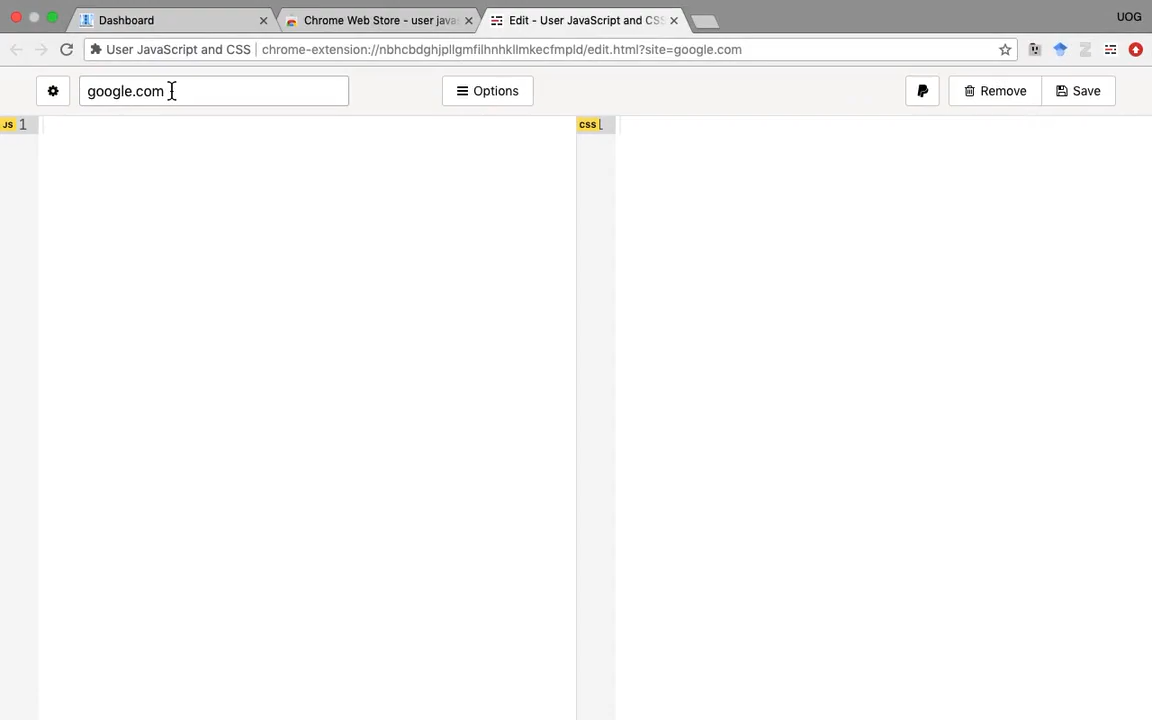 Dashboard
Chrome Web Store - user java
Edit - User JavaScript and CSS
UOG
User JavaScript and CSS
chrome-extension://nbhcbdghjpllgmfilhnhkllmkecfmpld/edit.html?site=google.com
google.com
Options
Remove
Save
JS 1
CSS